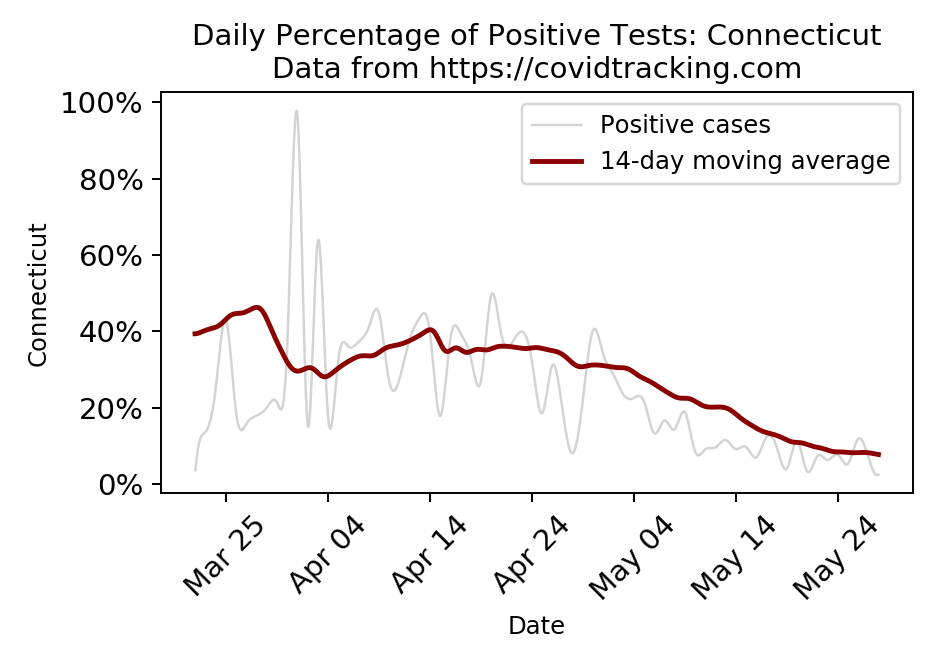 Daily Percentage of Positive Tests: Connecticut
Data from https://covidtracking.com
Positive cases
14-day moving average
100%
80%
60%
40%
20%
0%
Connecticut
Mar 25
Apr 04
Apr 14
Apr 24
May 04
May 14
May 24
Date